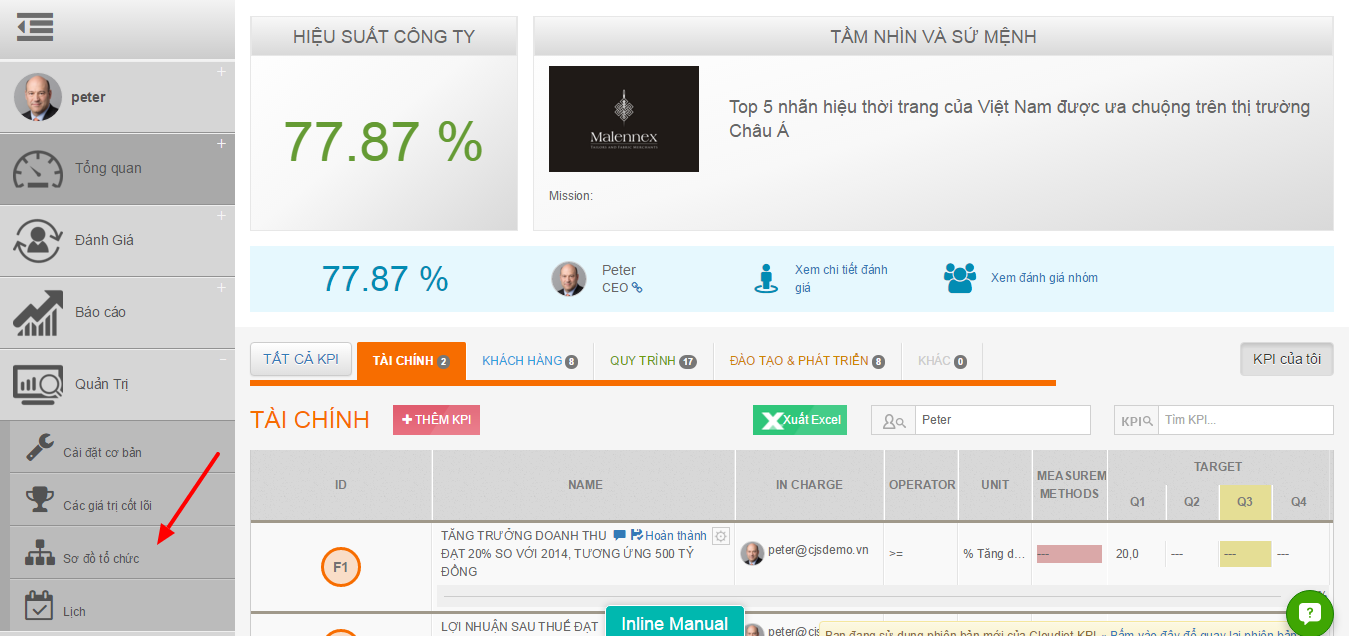 peter
Tổng quan
Đánh Giá
Báo cáo
Quản Trị
Cài đặt cơ bản
Các giá trị cốt lõi
Sơ đồ tổ chức
Lịch
HIỆU SUẤT CÔNG TY
77.87 %
TẦM NHÌN VÀ SỨ MỆNH
Malennex
TAILORS AND FABRIC MERCHANTS
Top 5 nhãn hiệu thời trang của Việt Nam được ưa chuộng trên thị trường
Châu Á
Mission:
77.87 %
Peter
CEO
Xem chi tiết đánh
giá
Xem đánh giá nhóm
TẤT CẢ KPI
TÀI CHÍNH 2
KHÁCH HÀNG 8
QUY TRÌNH 17
ĐÀO TẠO & PHÁT TRIỂN 8
KHÁC 0
KPI của tôi
TÀI CHÍNH
+ THÊM KPI
Xuất Excel
Peter
KPI
Tìm KPI...
ID
NAME
IN CHARGE
OPERATOR
UNIT
MEASUREM
METHODS
TARGET
Q1
Q2
Q3
Q4
F1
TĂNG TRƯỞNG DOANH THU Hoàn thành
ĐẠT 20% SO VỚI 2014, TƯƠNG ỨNG 500 TỶ
ĐỒNG
peter@cjsdemo.vn
>=
% Tăng d...
---
20,0
---
---
---
%
LỢI NHUẬN SAU THUẾ ĐẠT
peter@cjs
Inline Manual
Bạn đang sử dụng phiên bản mới của Cloudjet KPI - Bấm vào đây để quay lại phiên bản